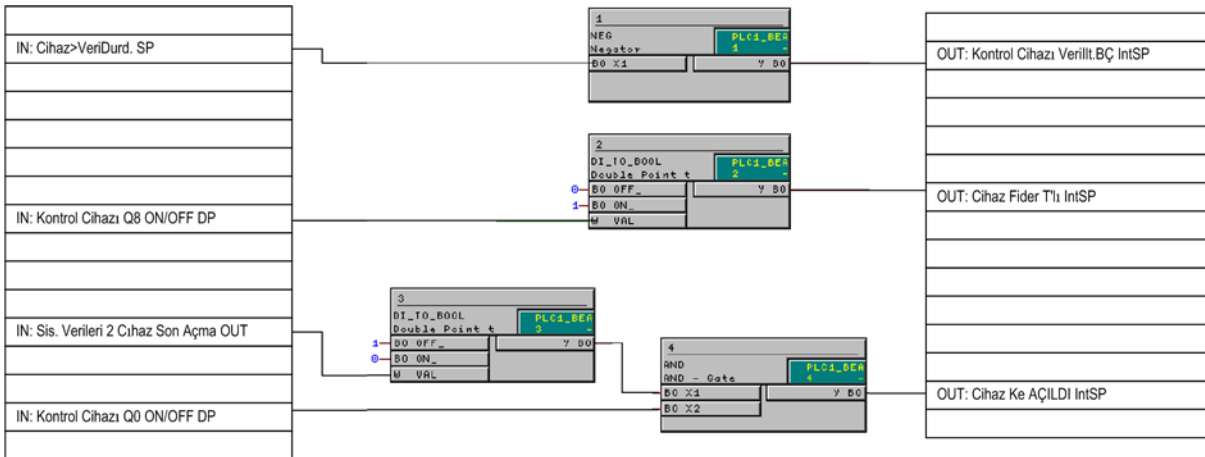 IN: Cihaz>VeriDurd. SP
IN: Kontrol Cihazı Q8 ON/OFF DP
IN: Sis. Verileri 2 Cıhaz Son Açma OUT
IN: Kontrol Cihazı Q0 ON/OFF DP
1
NEG
Negator
PLC1_BEA
1 -
BO X1
Y BO
2
DI_TO_BOOL
Double Point t
PLC1_BEA
2 -
0
BO OFF_
Y BO
1
BO ON_
W VAL
3
DI_TO_BOOL
Double Point t
PLC1_BEA
3 -
1
BO OFF_
Y BO
0
BO ON_
W VAL
4
AND
AND - Gate
PLC1_BEA
4 -
BO X1
Y BO
BO X2
OUT: Kontrol Cihazı Verillt.BÇ IntSP
OUT: Cihaz Fider T'lı IntSP
OUT: Cihaz Ke AÇILDI IntSP